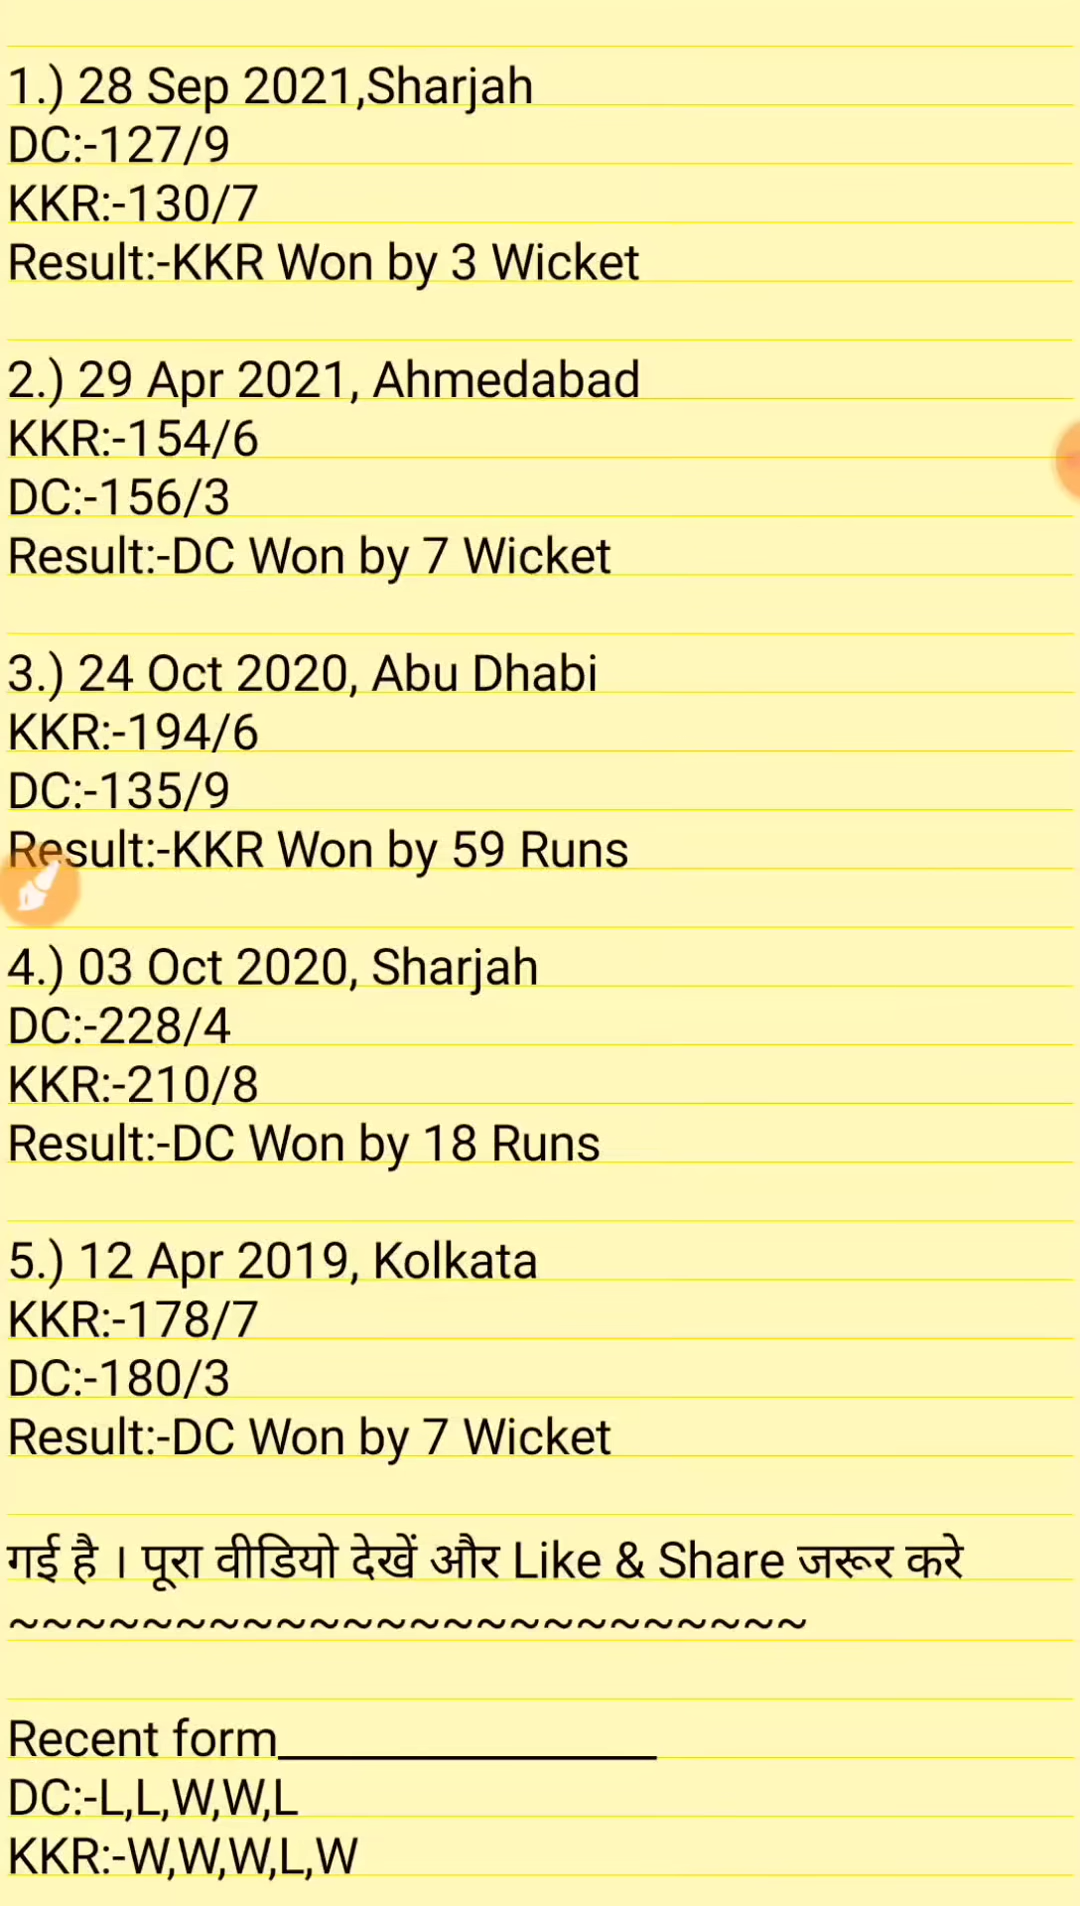 1.) 28 Sep 2021,Sharjah
DC:-127/9
KKR:-130/7
Result:-KKR Won by 3 Wicket
2.) 29 Apr 2021, Ahmedabad
KKR:-154/6
DC:-156/3
Result:-DC Won by 7 Wicket
3.) 24 Oct 2020, Abu Dhabi
KKR:-194/6
DC:-135/9
Result:-KKR Won by 59 Runs
4.) 03 Oct 2020, Sharjah
DC:-228/4
KKR:-210/8
Result:-DC Won by 18 Runs
5.) 12 Apr 2019, Kolkata
KKR:-178/7
DC:-180/3
Result:-DC Won by 7 Wicket
गई है । पूरा वीडियो देखें और Like & Share जरूर करे
~~~~~~~~~~~~~~~~~~~~~~~~
Recent form_______________
DC:-L,L,W,W,L
KKR:-W,W,W,L,W